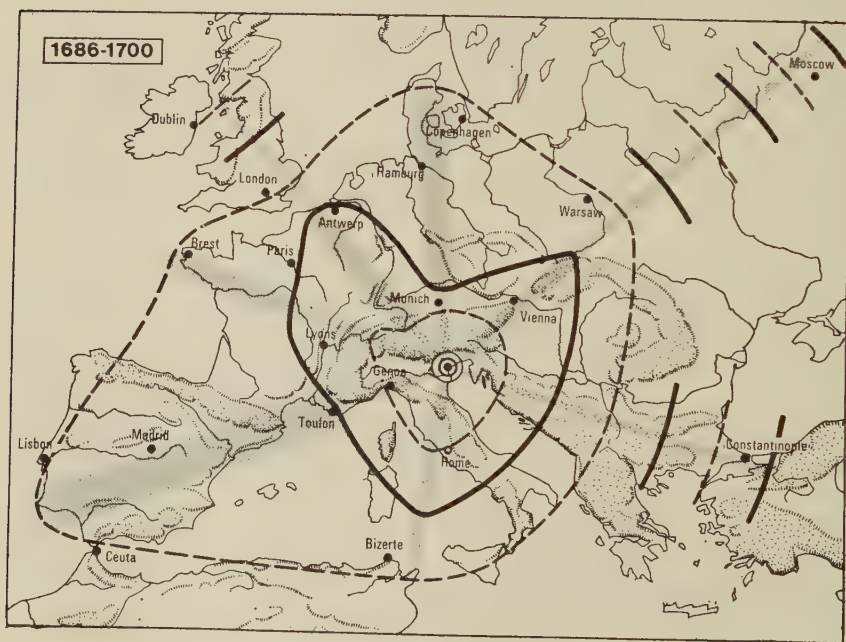 1686-1700
Moscow
Dublin
Copenhagen
London
Hamburg
Warsaw
Antwerp
Brest
Paris
Munich
Vienna
Lyons
Genoa
Toulon
Lisbon
Madrid
Rome
Constantinople
Ceuta
Bizerte